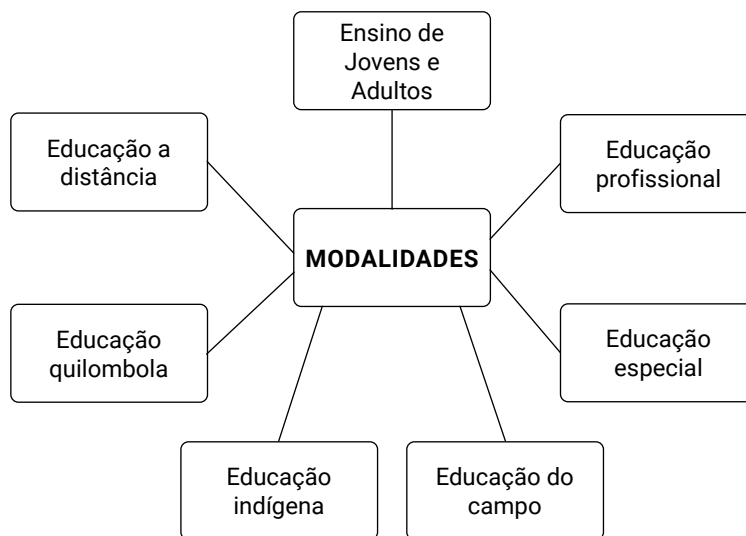 Ensino de
Jovens e
Adultos
Educação a
distância
Educação
profissional
MODALIDADES
Educação
quilombola
Educação
especial
Educação
indígena
Educação do
campo